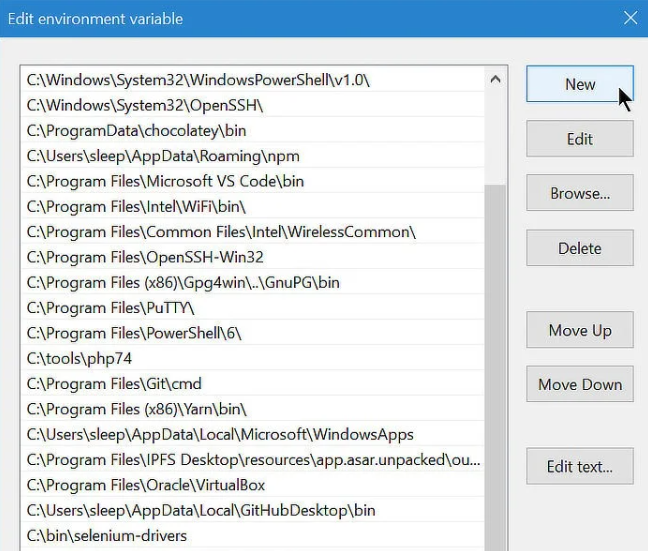 Edit environment variable
C:\Windows\System32\WindowsPowerShell\v1.0\
C:\Windows\System32\OpenSSH\
C:\ProgramData\chocolatey\bin
C:\Users\sleep\AppData\Roaming\npm
C:\Program Files\Microsoft VS Code\bin
C:\Program Files\Intel\WiFi\bin\
C:\Program Files\Common Files\Intel\WirelessCommon\
C:\Program Files\OpenSSH-Win32
C:\Program Files (x86)\Gpg4win\..\GnuPG\bin
C:\Program Files\PuTTY\
C:\Program Files\PowerShell\6\
C:\tools\php74
C:\Program Files\Git\cmd
C:\Program Files (x86)\Yarn\bin\
C:\Users\sleep\AppData\Local\Microsoft\WindowsApps
C:\Program Files\IPFS Desktop\resources\app.asar.unpacked\ou...
C:\Program Files\Oracle\VirtualBox
C:\Users\sleep\AppData\Local\GitHubDesktop\bin
C:\bin\selenium-drivers
New
Edit
Browse...
Delete
Move Up
Move Down
Edit text...